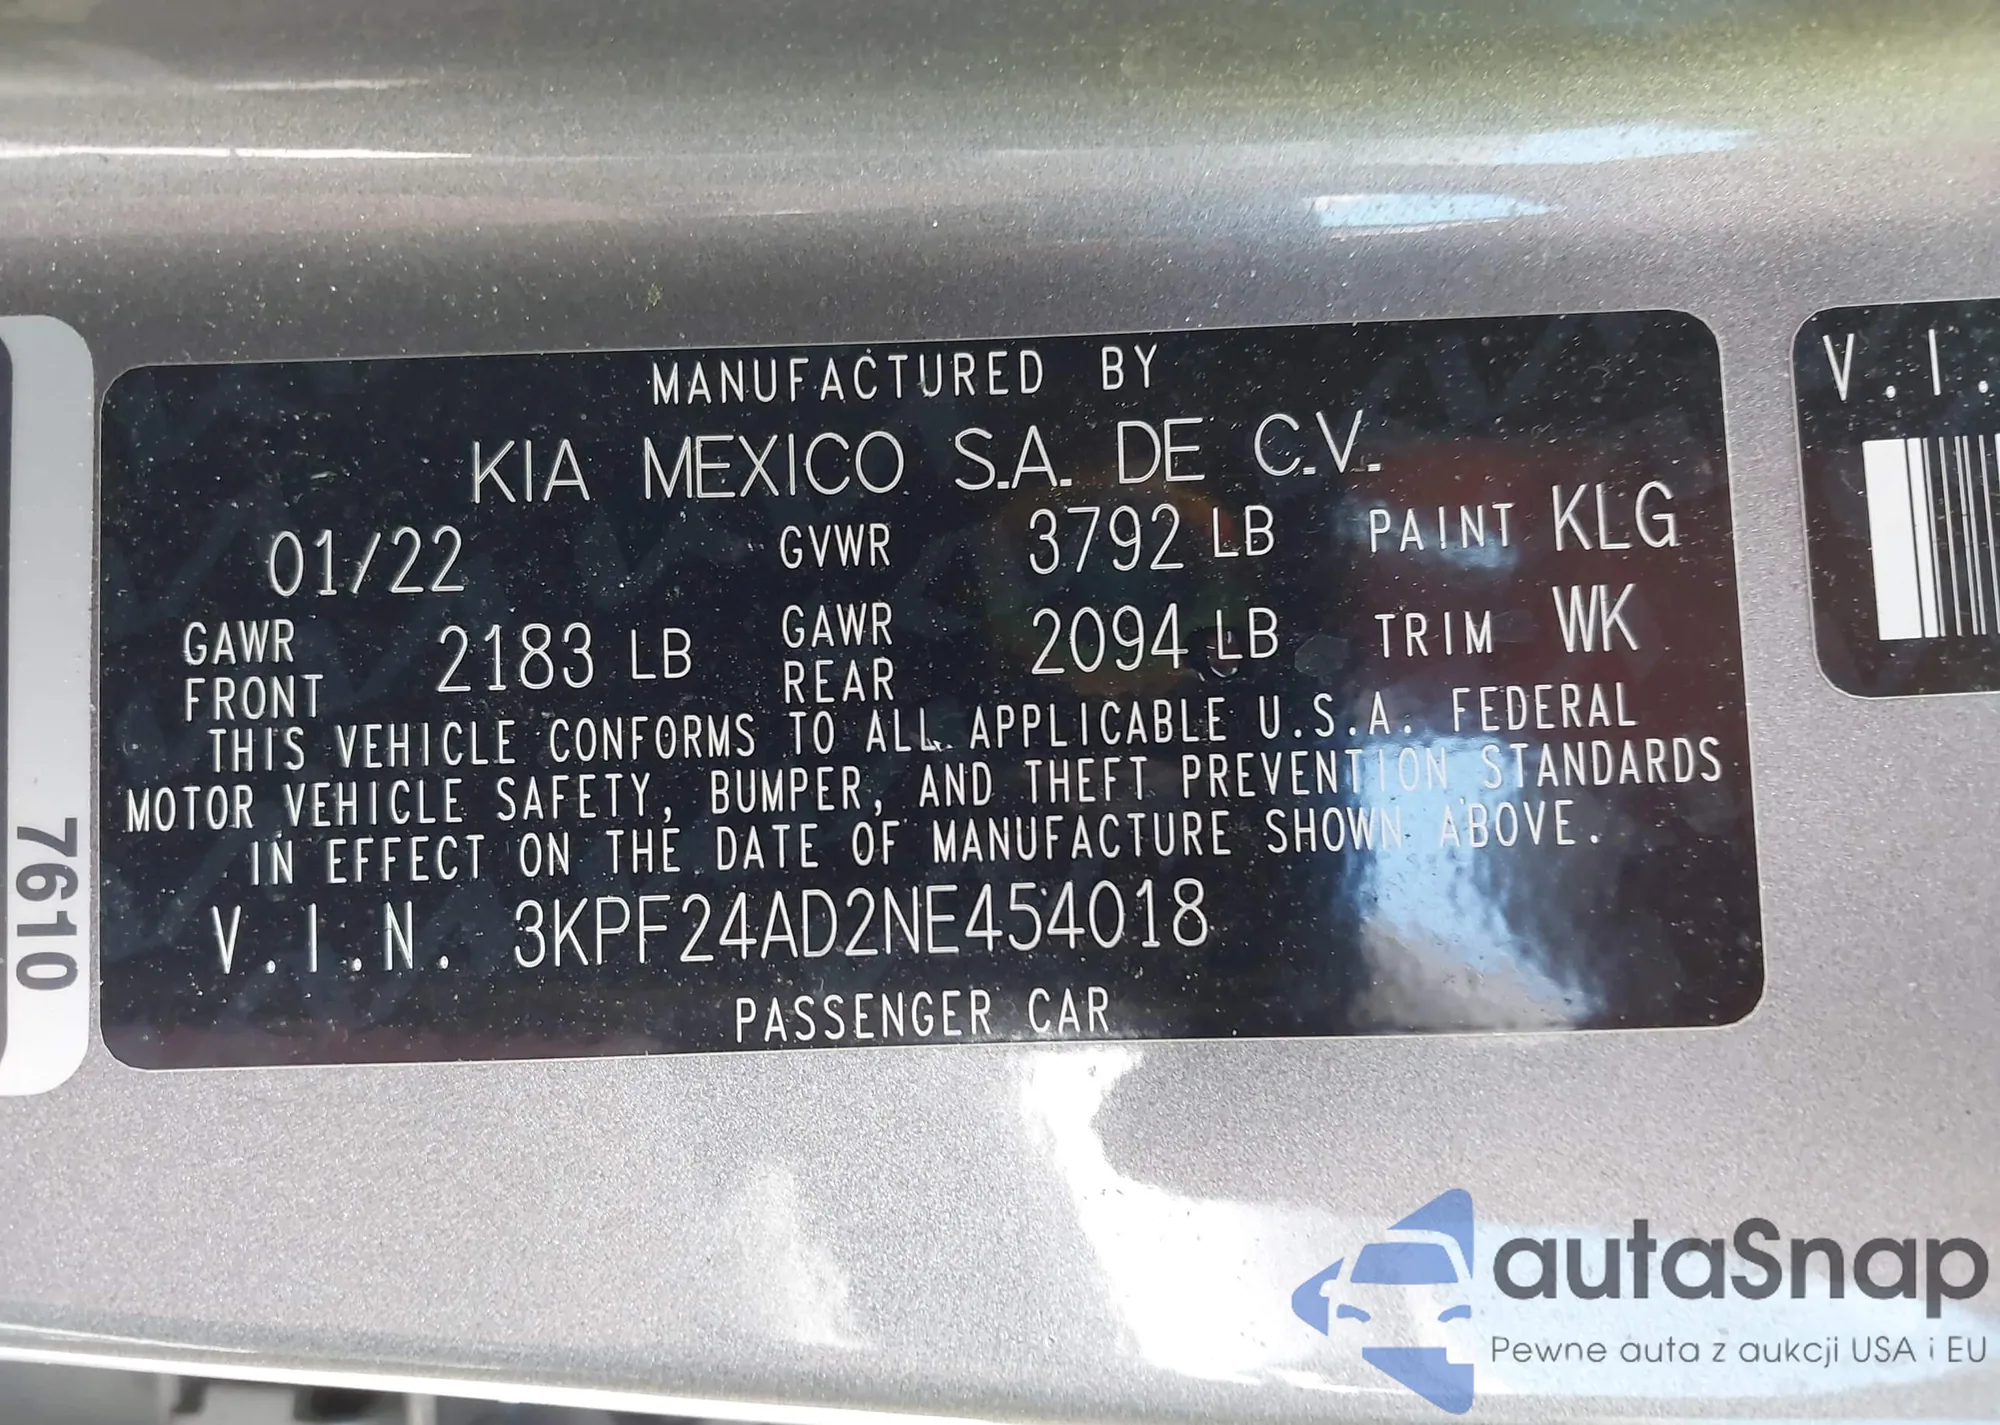 MANUFACTURED BY
KIA MEXICO S.A. DE C.V.
01/22 GVWR 3792 LB PAINT KLG
GAWR FRONT 2183 LB GAWR REAR 2094 LB TRIM WK
THIS VEHICLE CONFORMS TO ALL APPLICABLE U.S.A. FEDERAL
MOTOR VEHICLE SAFETY, BUMPER, AND THEFT PREVENTION STANDARDS
IN EFFECT ON THE DATE OF MANUFACTURE SHOWN ABOVE.
V.I.N. 3KPF24AD2NE454018
PASSENGER CAR
7610
V.I.
autaSnap
Pewne auta z aukcji USA i EU